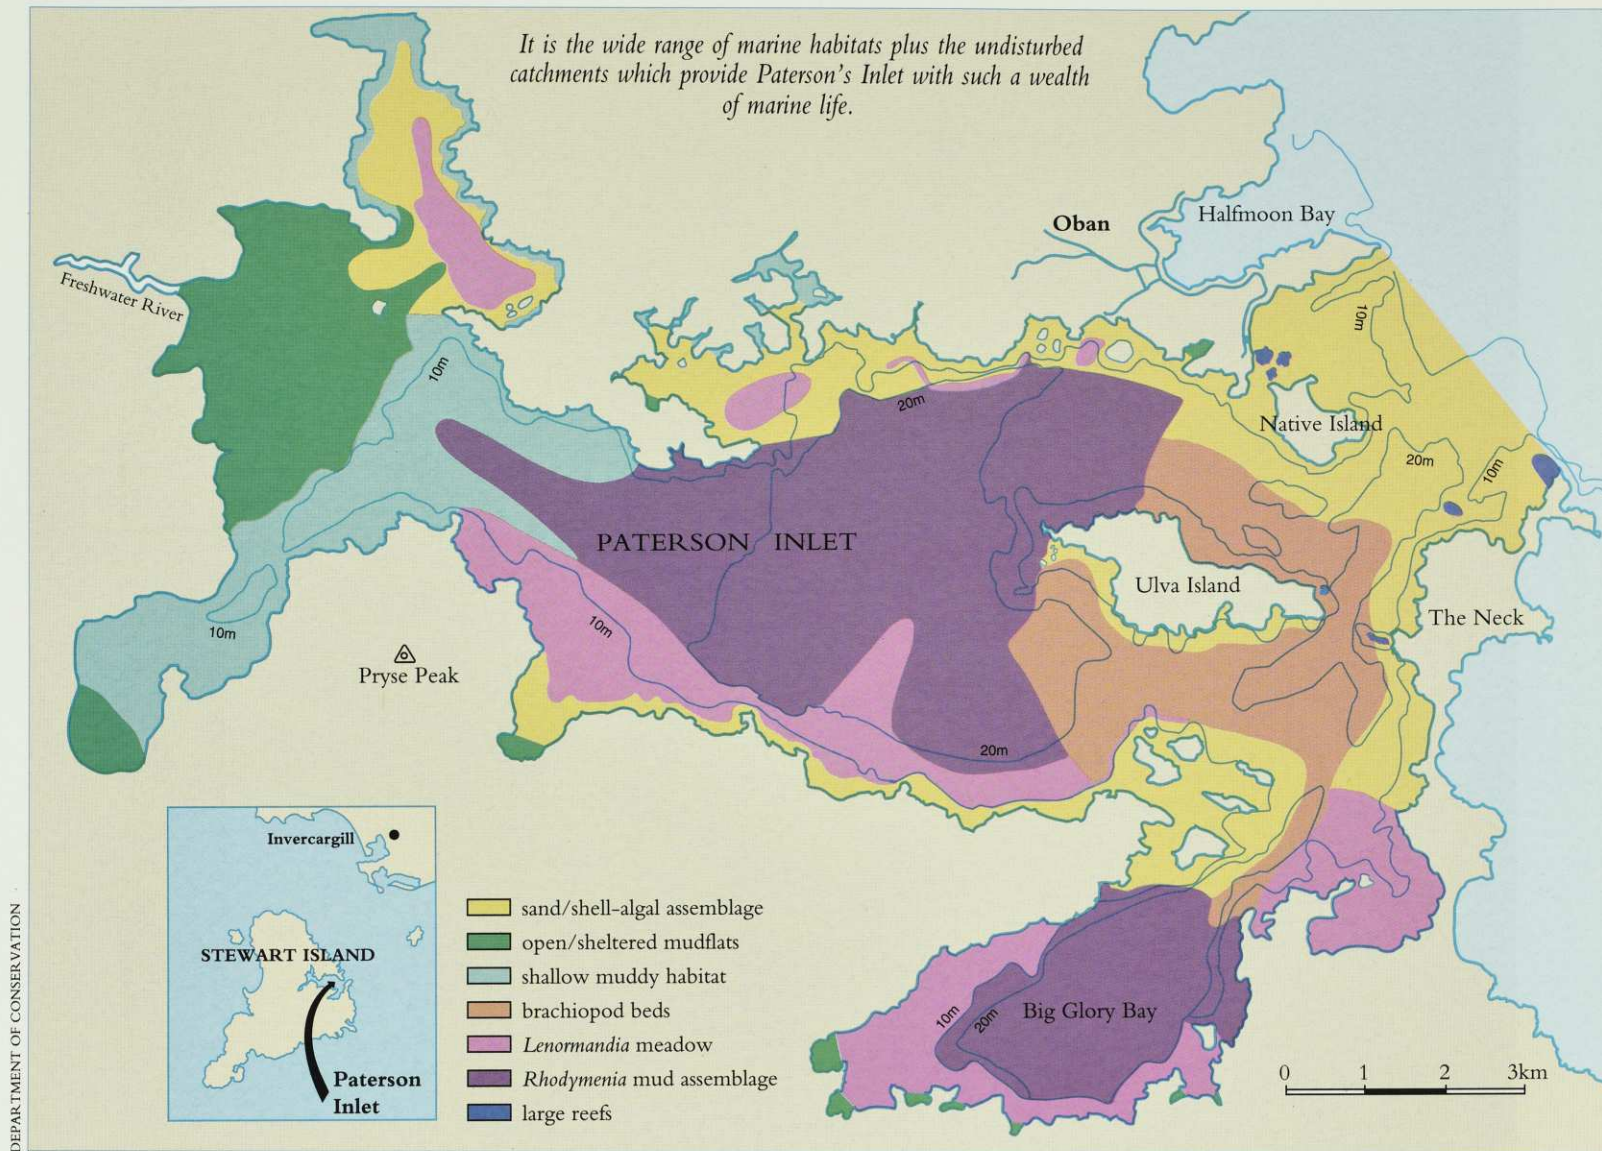 It is the wide range of marine habitats plus the undisturbed
catchments which provide Paterson's Inlet with such a wealth
of marine life.
Oban
Halfmoon Bay
Freshwater River
10m
10m
20m
Native Island
20m
10m
PATERSON INLET
Ulva Island
The Neck
10m
10m
Pryse Peak
20m
Invercargill
STEWART ISLAND
Paterson
Inlet
sand/shell-algal assemblage
open/sheltered mudflats
shallow muddy habitat
brachiopod beds
Lenormandia meadow
Rhodymenia mud assemblage
large reefs
10m
20m
Big Glory Bay
0 1 2 3km
DEPARTMENT OF CONSERVATION